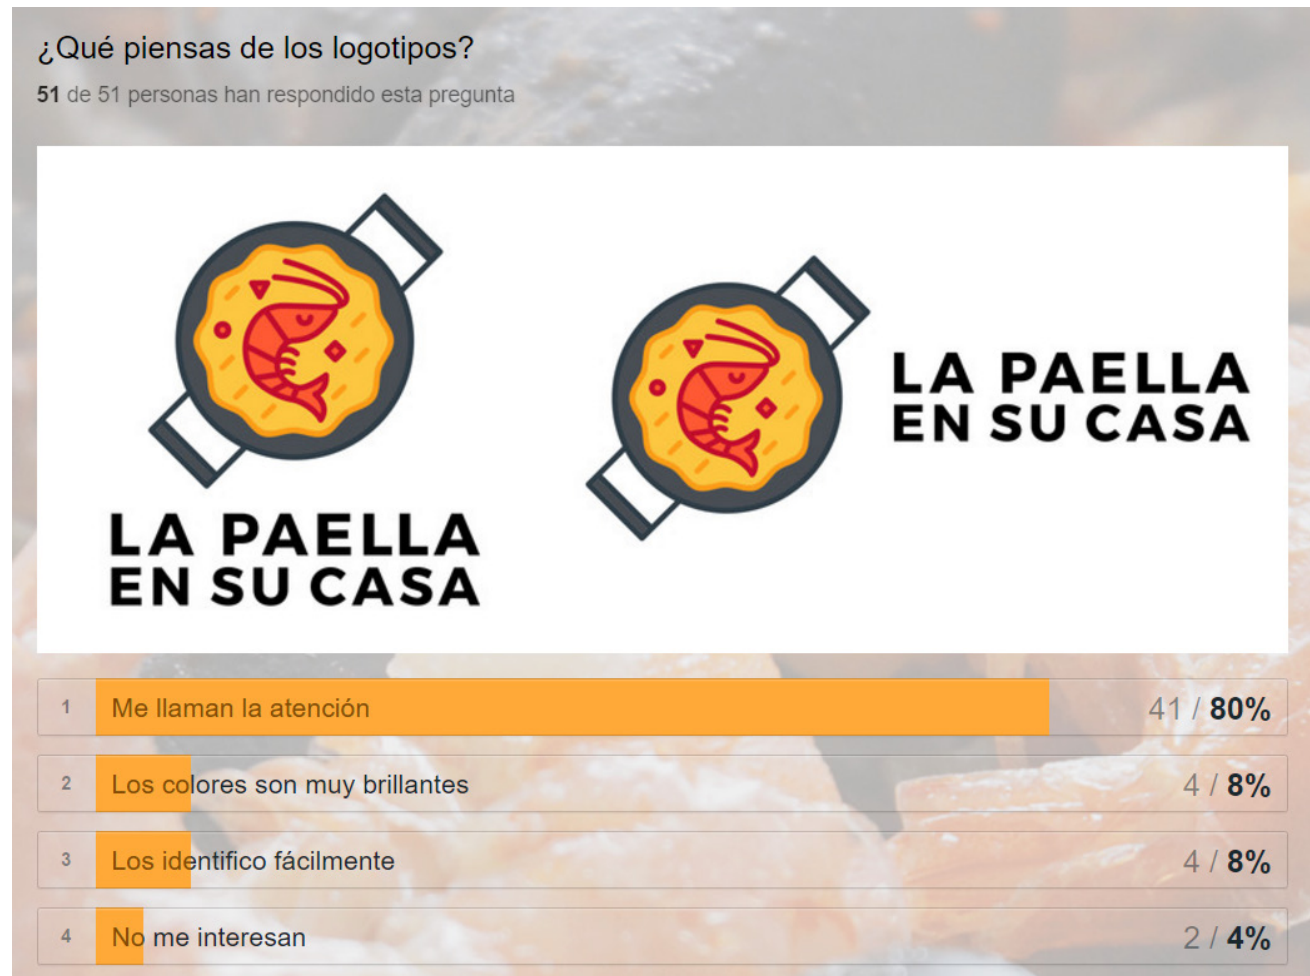 ¿Qué piensas de los logotipos?
51 de 51 personas han respondido esta pregunta
LA PAELLA
EN SU CASA
LA PAELLA
EN SU CASA
1 Me llaman la atención 41 / 80%
2 Los colores son muy brillantes 4 / 8%
3 Los identifico fácilmente 4 / 8%
4 No me interesan 2 / 4%